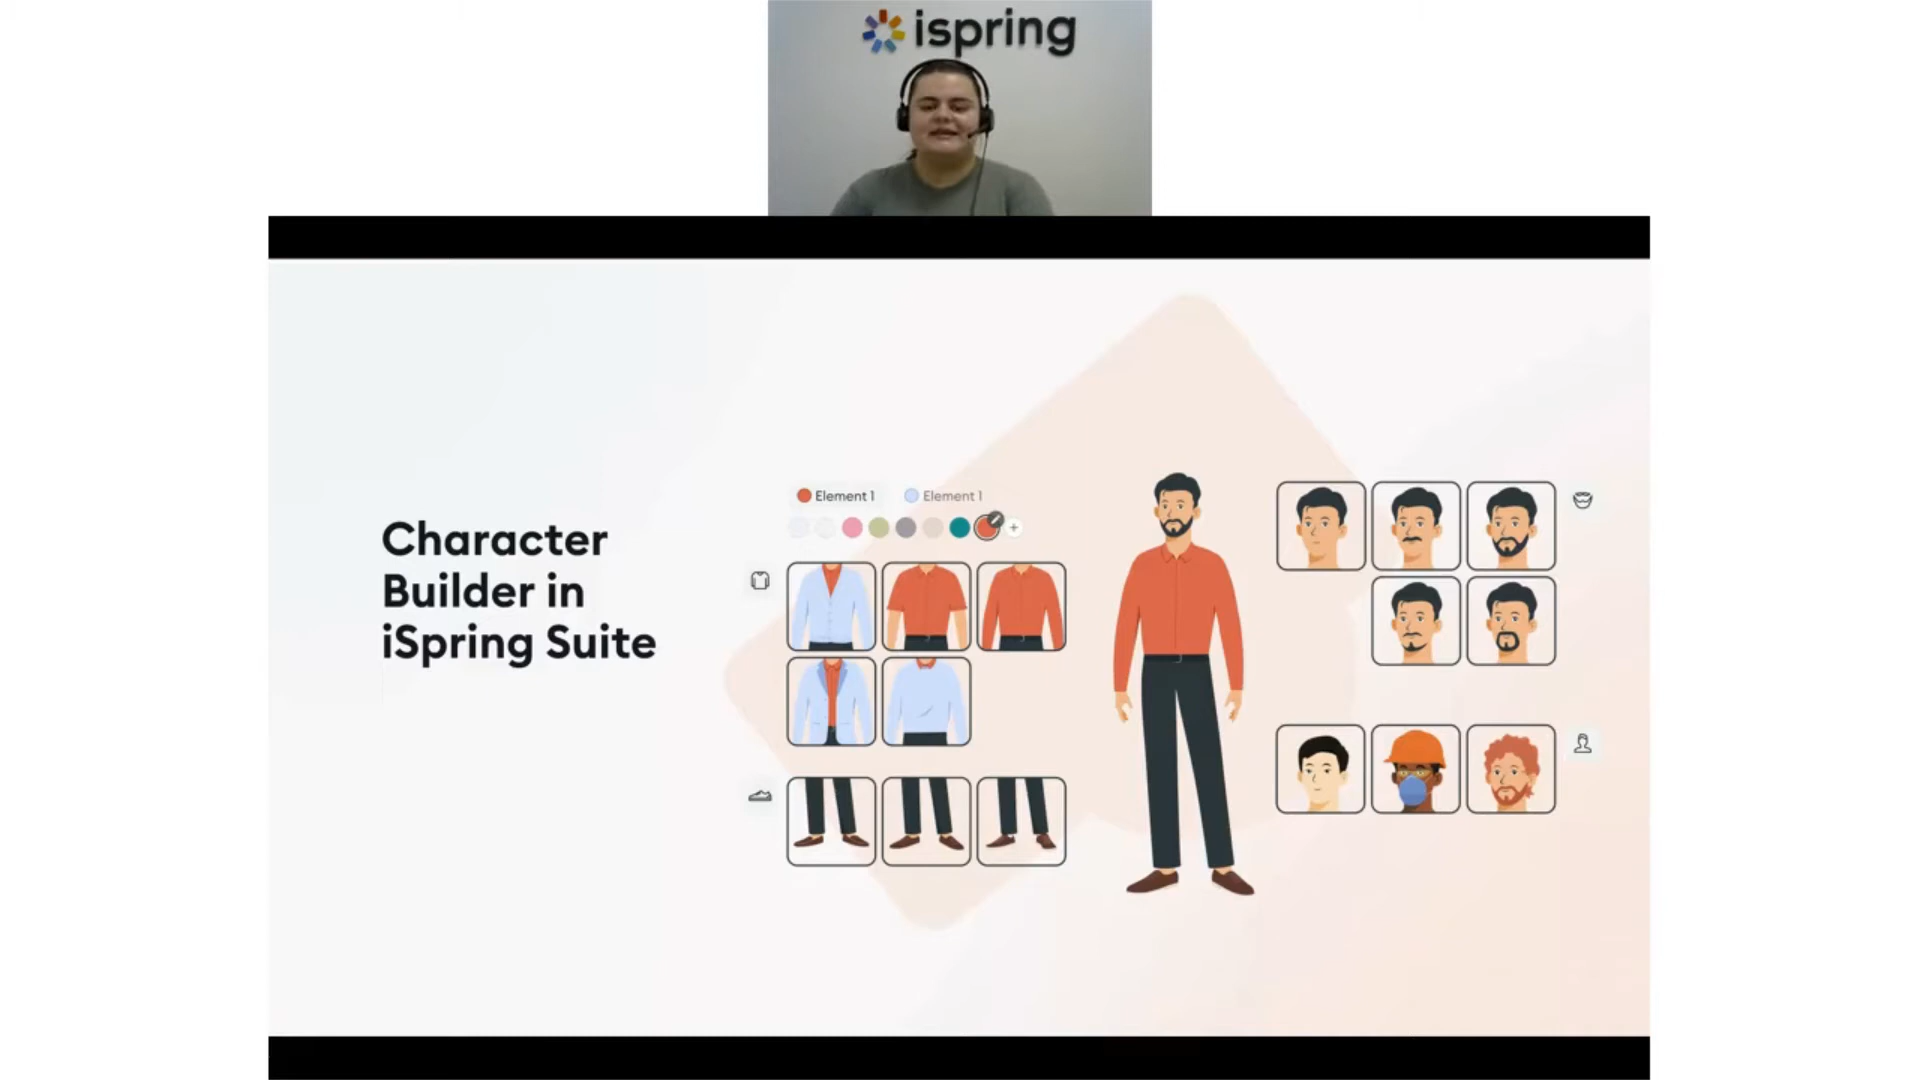 ispring
Element 1
Element 1
+
Character
Builder in
iSpring Suite